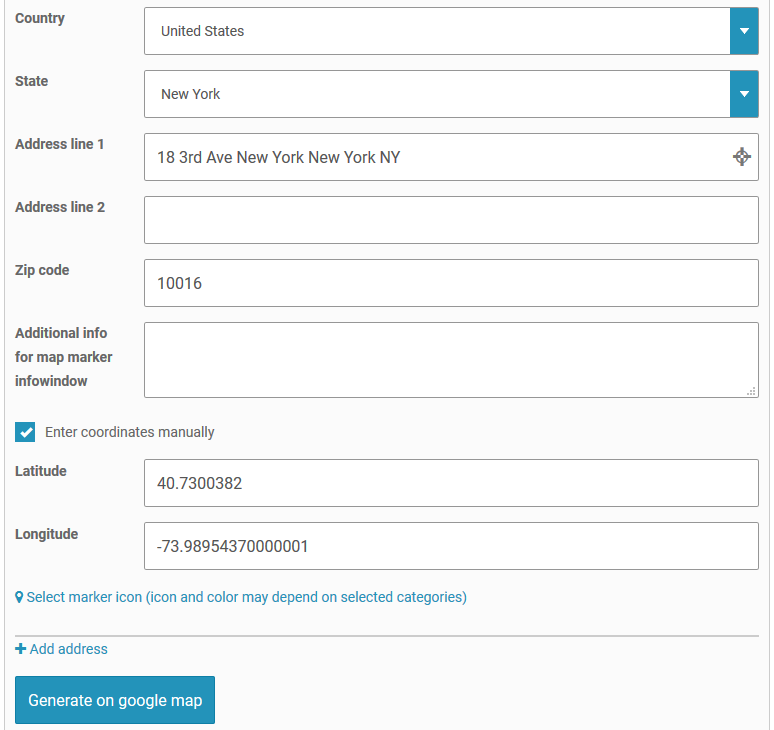 Country
United States
State
New York
Address line 1
18 3rd Ave New York New York NY
Address line 2
Zip code
10016
Additional info
for map marker
infowindow
Enter coordinates manually
Latitude
40.7300382
Longitude
-73.98954370000001
Select marker icon (icon and color may depend on selected categories)
Add address
Generate on google map